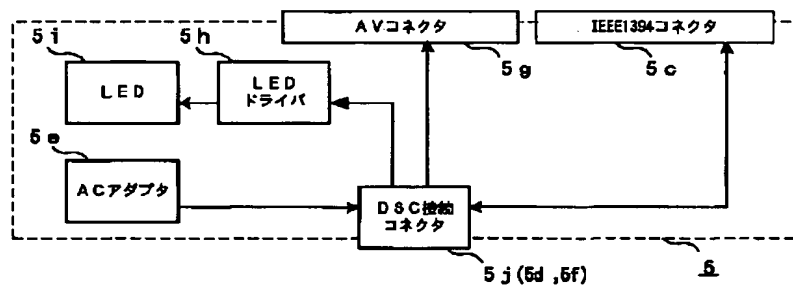 AVコネクタ
IEEE1394コネクタ
5i
5h
5g
5c
LED
LED
ドライバ
5e
ACアダプタ
DSC接続
コネクタ
5j(5d,5f)
5